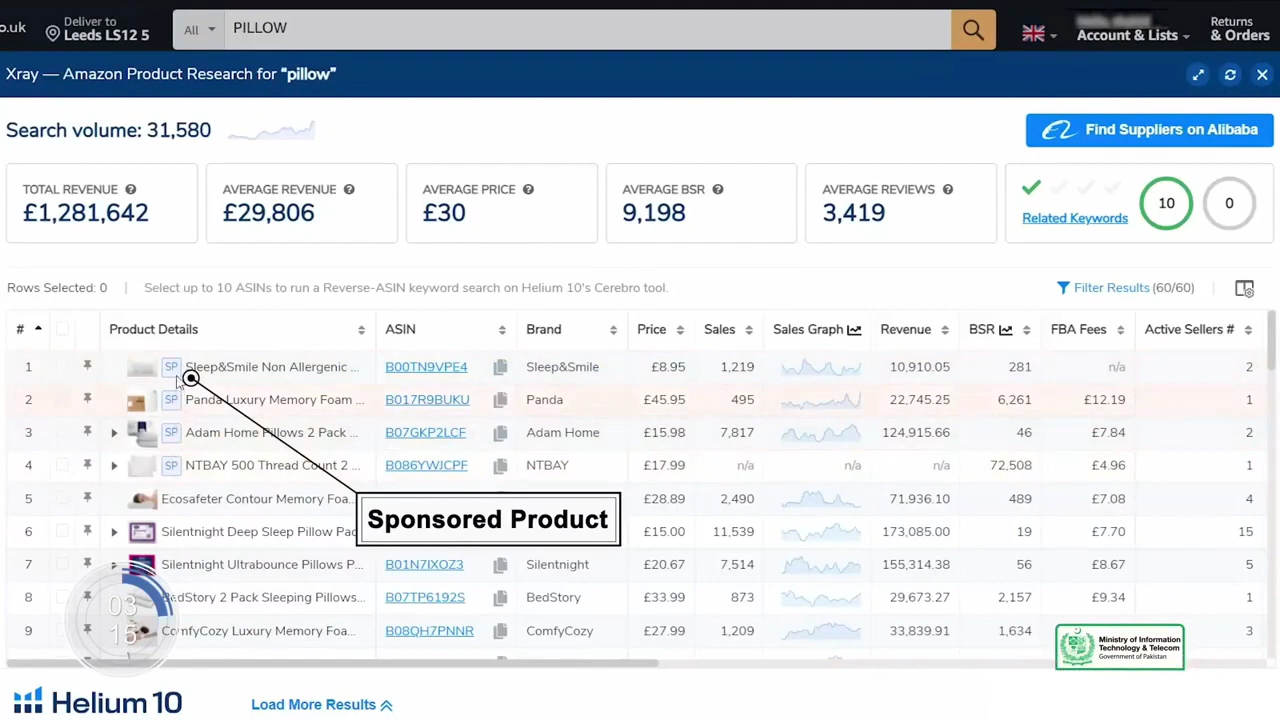 o.uk
Deliver to
Leeds LS12 5
All
PILLOW
Account & Lists
Returns
& Orders
Xray — Amazon Product Research for “pillow”
Search volume: 31,580
Find Suppliers on Alibaba
TOTAL REVENUE
£1,281,642
AVERAGE REVENUE
£29,806
AVERAGE PRICE
£30
AVERAGE BSR
9,198
AVERAGE REVIEWS
3,419
Related Keywords
10
0
Rows Selected: 0 | Select up to 10 ASINs to run a Reverse-ASIN keyword search on Helium 10's Cerebro tool. Filter Results (60/60)
# Product Details ASIN Brand Price Sales Sales Graph Revenue BSR FBA Fees Active Sellers #
1 SP Sleep&Smile Non Allergenic ... B00TN9VPE4 Sleep&Smile £8.95 1,219 10,910.05 281 n/a 2
2 SP Panda Luxury Memory Foam ... B017R9BUKU Panda £45.95 495 22,745.25 6,261 £12.19 1
3 SP Adam Home Pillows 2 Pack ... B07GKP2LCF Adam Home £15.98 7,817 124,915.66 46 £7.84 2
4 SP NTBAY 500 Thread Count 2 ... B086YWJCPF NTBAY £17.99 n/a n/a n/a 72,508 £4.96 1
5 Ecosafeter Contour Memory Foa... £28.89 2,490 71,936.10 489 £7.08 4
Sponsored Product
6 Silentnight Deep Sleep Pillow Pac £15.00 11,539 173,085.00 19 £7.70 15
7 Silentnight Ultrabounce Pillows P... B01N7IXOZ3 Silentnight £20.67 7,514 155,314.38 56 £8.67 5
8 BedStory 2 Pack Sleeping Pillows... B07TP6192S BedStory £33.99 873 29,673.27 2,157 £9.34 1
9 ComfyCozy Luxury Memory Foa... B08QH7PNNR ComfyCozy £27.99 1,209 33,839.91 1,634 3
03
15
Ministry of Information
Technology & Telecom
Government of Pakistan
Helium 10
Load More Results